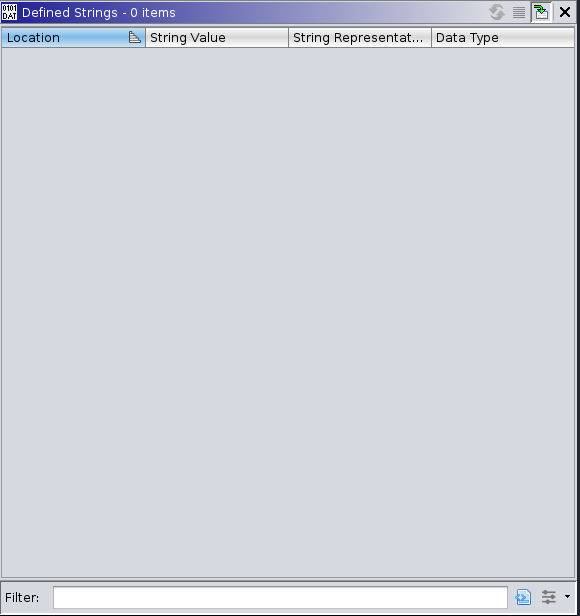 0101
DAT
Defined Strings - 0 items
Location String Value String Representat... Data Type
Filter: